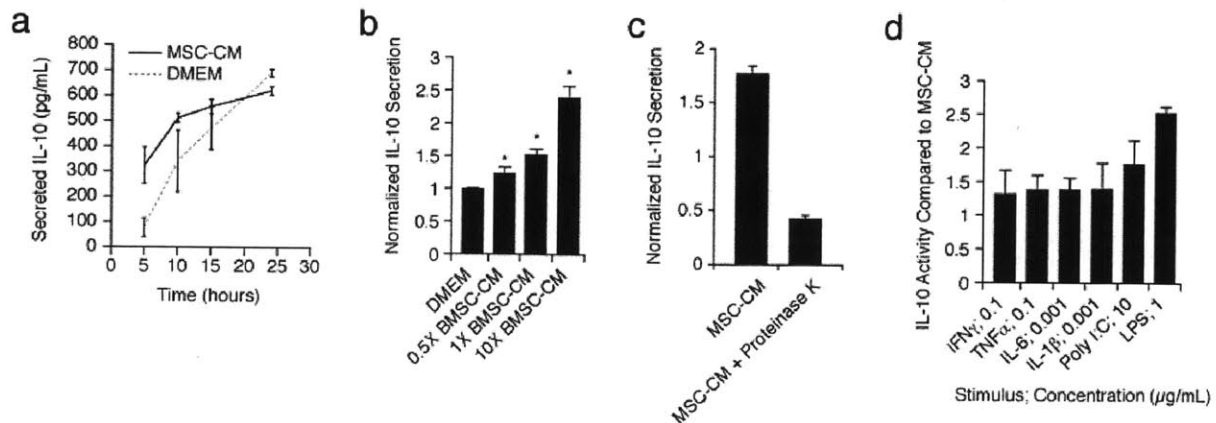 a
Secreted IL-10 (pg/mL)
800
700
600
500
400
300
200
100
0
MSC-CM
DMEM
0 5 10 15 20 25 30
Time (hours)
b
Normalized IL-10 Secretion
3
2.5
2
1.5
1
0.5
0
* * *
DMEM
0.5X BMSC-CM
1X BMSC-CM
10X BMSC-CM
c
Normalized IL-10 Secretion
2
1.5
1
0.5
0
MSC-CM
MSC-CM + Proteinase K
d
IL-10 Activity Compared to MSC-CM
3
2.5
2
1.5
1
0.5
0
IFNγ; 0.1
TNFα; 0.1
IL-6; 0.001
IL-1β; 0.001
Poly I:C; 10
LPS; 1
Stimulus; Concentration (µg/mL)